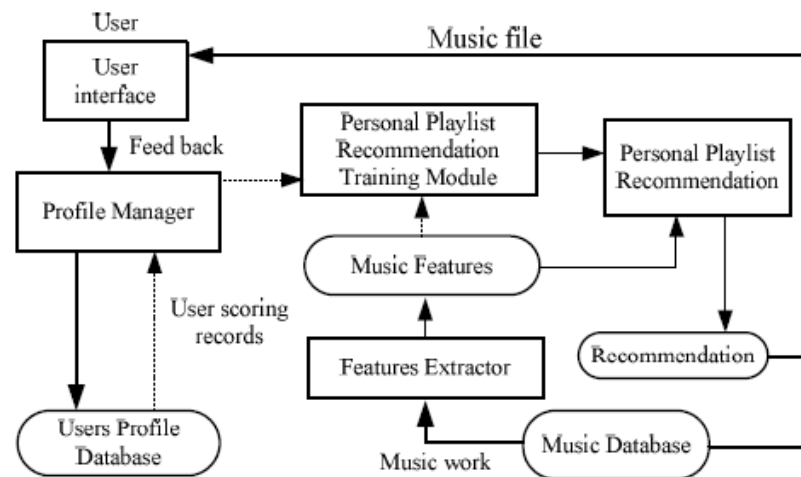 User
Music file
User
interface
Feed back
Personal Playlist
Recommendation
Training Module
Personal Playlist
Recommendation
Profile Manager
Music Features
User scoring
records
Recommendation
Features Extractor
Users Profile
Database
Music work
Music Database